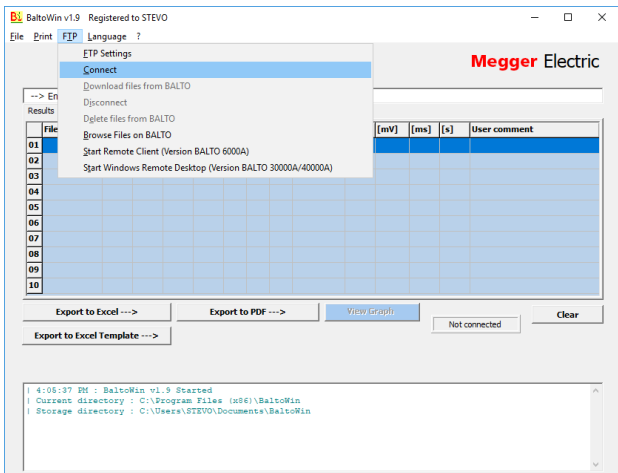 BaltoWin v1.9 Registered to STEVO
File Print FTP Language ?
FTP Settings
Connect
Download files from BALTO
Disconnect
Delete files from BALTO
Browse Files on BALTO
Start Remote Client (Version BALTO 6000A)
Start Windows Remote Desktop (Version BALTO 30000A/40000A)
Megger Electric
--> En
Results
File [mV] [ms] [s] User comment
01
02
03
04
05
06
07
08
09
10
Export to Excel ---> Export to PDF ---> View Graph Not connected Clear
Export to Excel Template --->
| 4:05:37 PM : BaltoWin v1.9 Started
| Current directory : C:\Program Files (x86)\BaltoWin
| Storage directory : C:\Users\STEVO\Documents\BaltoWin